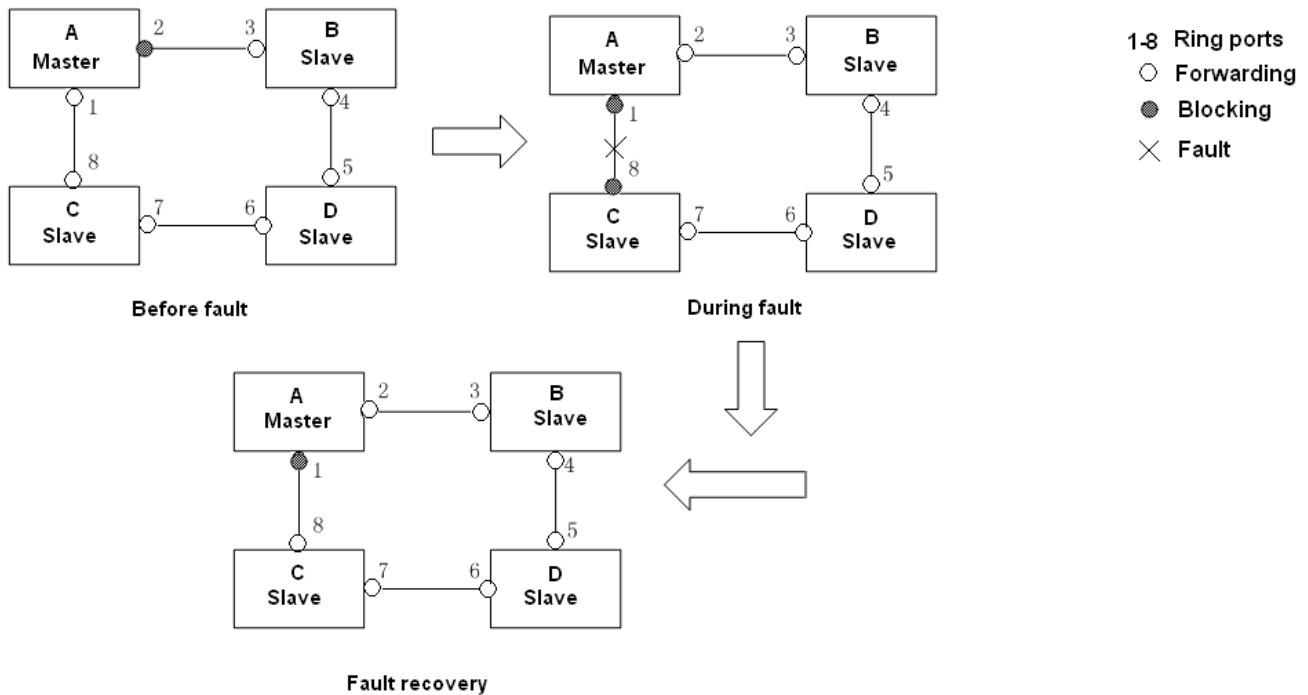 A
Master
2
3
B
Slave
1
4
8
5
C
Slave
7
6
D
Slave
Before fault
A
Master
2
3
B
Slave
1
4
8
5
C
Slave
7
6
D
Slave
During fault
1-8 Ring ports
Forwarding
Blocking
Fault
A
Master
2
3
B
Slave
1
4
8
5
C
Slave
7
6
D
Slave
Fault recovery